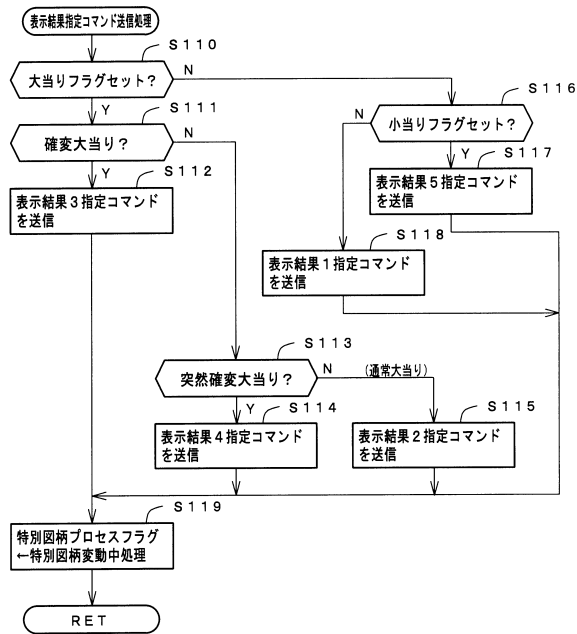 表示結果指定コマンド送信処理
S110
大当りフラグセット?
N
Y
S111
確変大当り?
N
Y
S112
表示結果3指定コマンド
を送信
S116
小当りフラグセット?
N
Y
S117
表示結果5指定コマンド
を送信
S118
表示結果1指定コマンド
を送信
S113
突然確変大当り?
N
(通常大当り)
Y
S114
表示結果4指定コマンド
を送信
S115
表示結果2指定コマンド
を送信
S119
特別図柄プロセスフラグ
←特別図柄変動中処理
RET